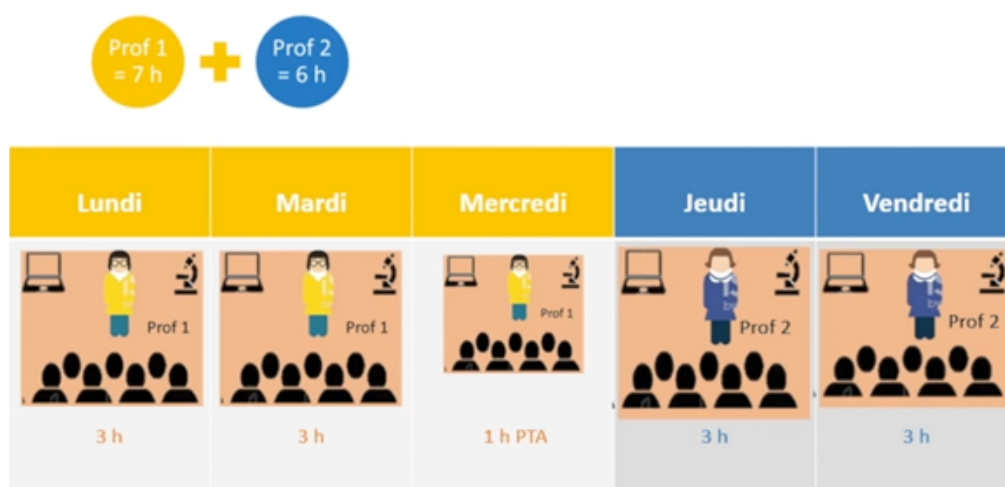 Prof 1
= 7 h
Prof 2
= 6 h
Lundi
Mardi
Mercredi
Jeudi
Vendredi
Prof 1
Prof 1
Prof 1
Prof 2
Prof 2
3 h
3 h
1 h PTA
3 h
3 h